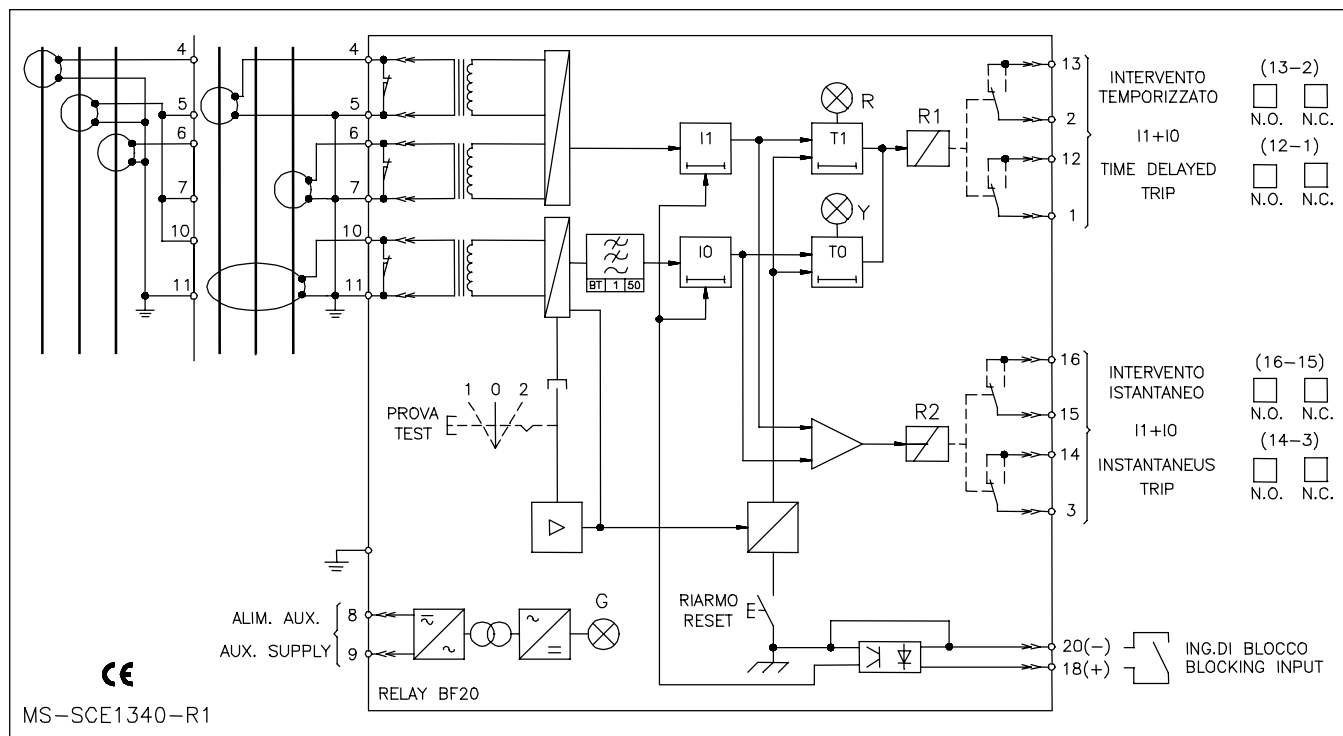 4
5
6
7
10
11
4
5
6
7
10
11
BT 1 50
I1
I0
T1
T0
R
Y
R1
R2
13
2
12
1
16
15
14
3
INTERVENTO
TEMPORIZZATO
I1+I0
TIME DELAYED
TRIP
(13-2)
N.O. N.C.
(12-1)
N.O. N.C.
INTERVENTO
ISTANTANEO
I1+I0
INSTANTANEUS
TRIP
(16-15)
N.O. N.C.
(14-3)
N.O. N.C.
1 0 2
PROVA
TEST
RIARMO
RESET
ALIM. AUX.
AUX. SUPPLY
8
9
G
20(-)
18(+)
ING.DI BLOCCO
BLOCKING INPUT
CE
RELAY BF20
MS-SCE1340-R1